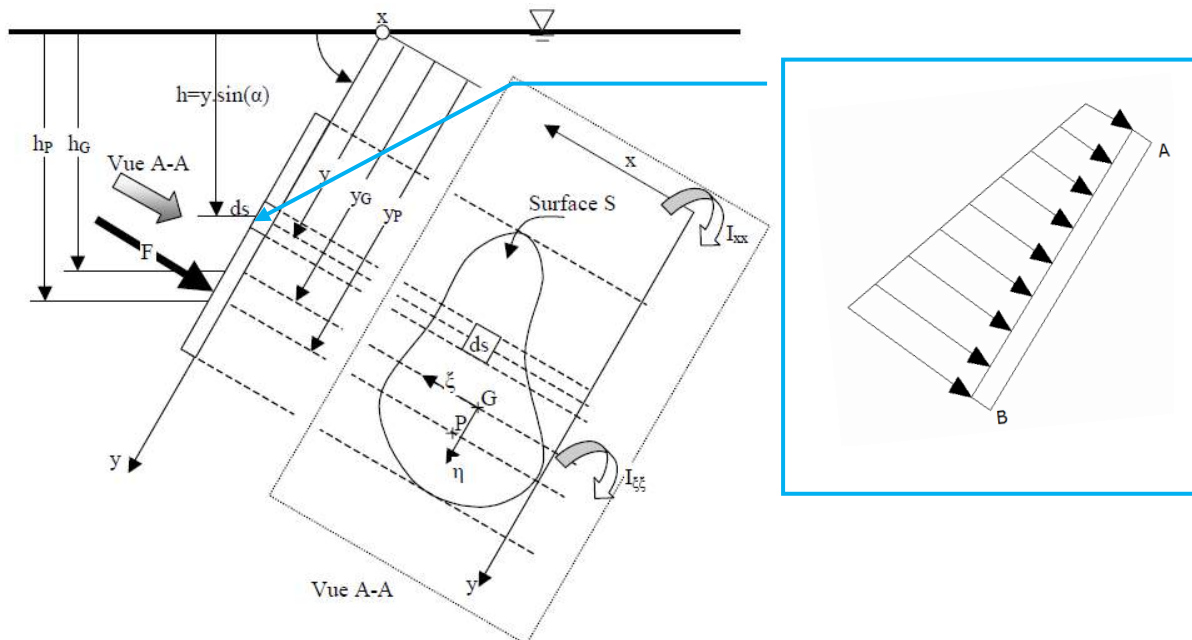 x
h=y.sin(α)
hP
hG
Vue A-A
ds
F
y
yG
yP
y
x
Surface S
Ixx
ds
ξ
G
P
η
Iξξ
y
Vue A-A
A
B